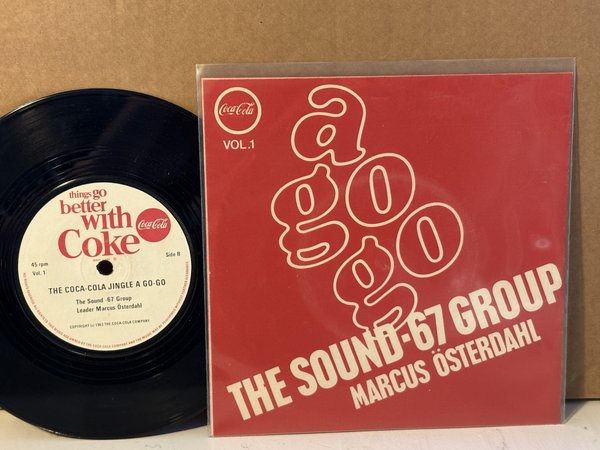 things go
better
with
Coke
Coca-Cola
45 rpm
Vol. 1
Side B
THE COCA-COLA JINGLE A GO-GO
The Sound -67 Group
Leader Marcus Österdahl
Coca-Cola
VOL.1
a
go
go
THE SOUND-67 GROUP
MARCUS ÖSTERDAHL